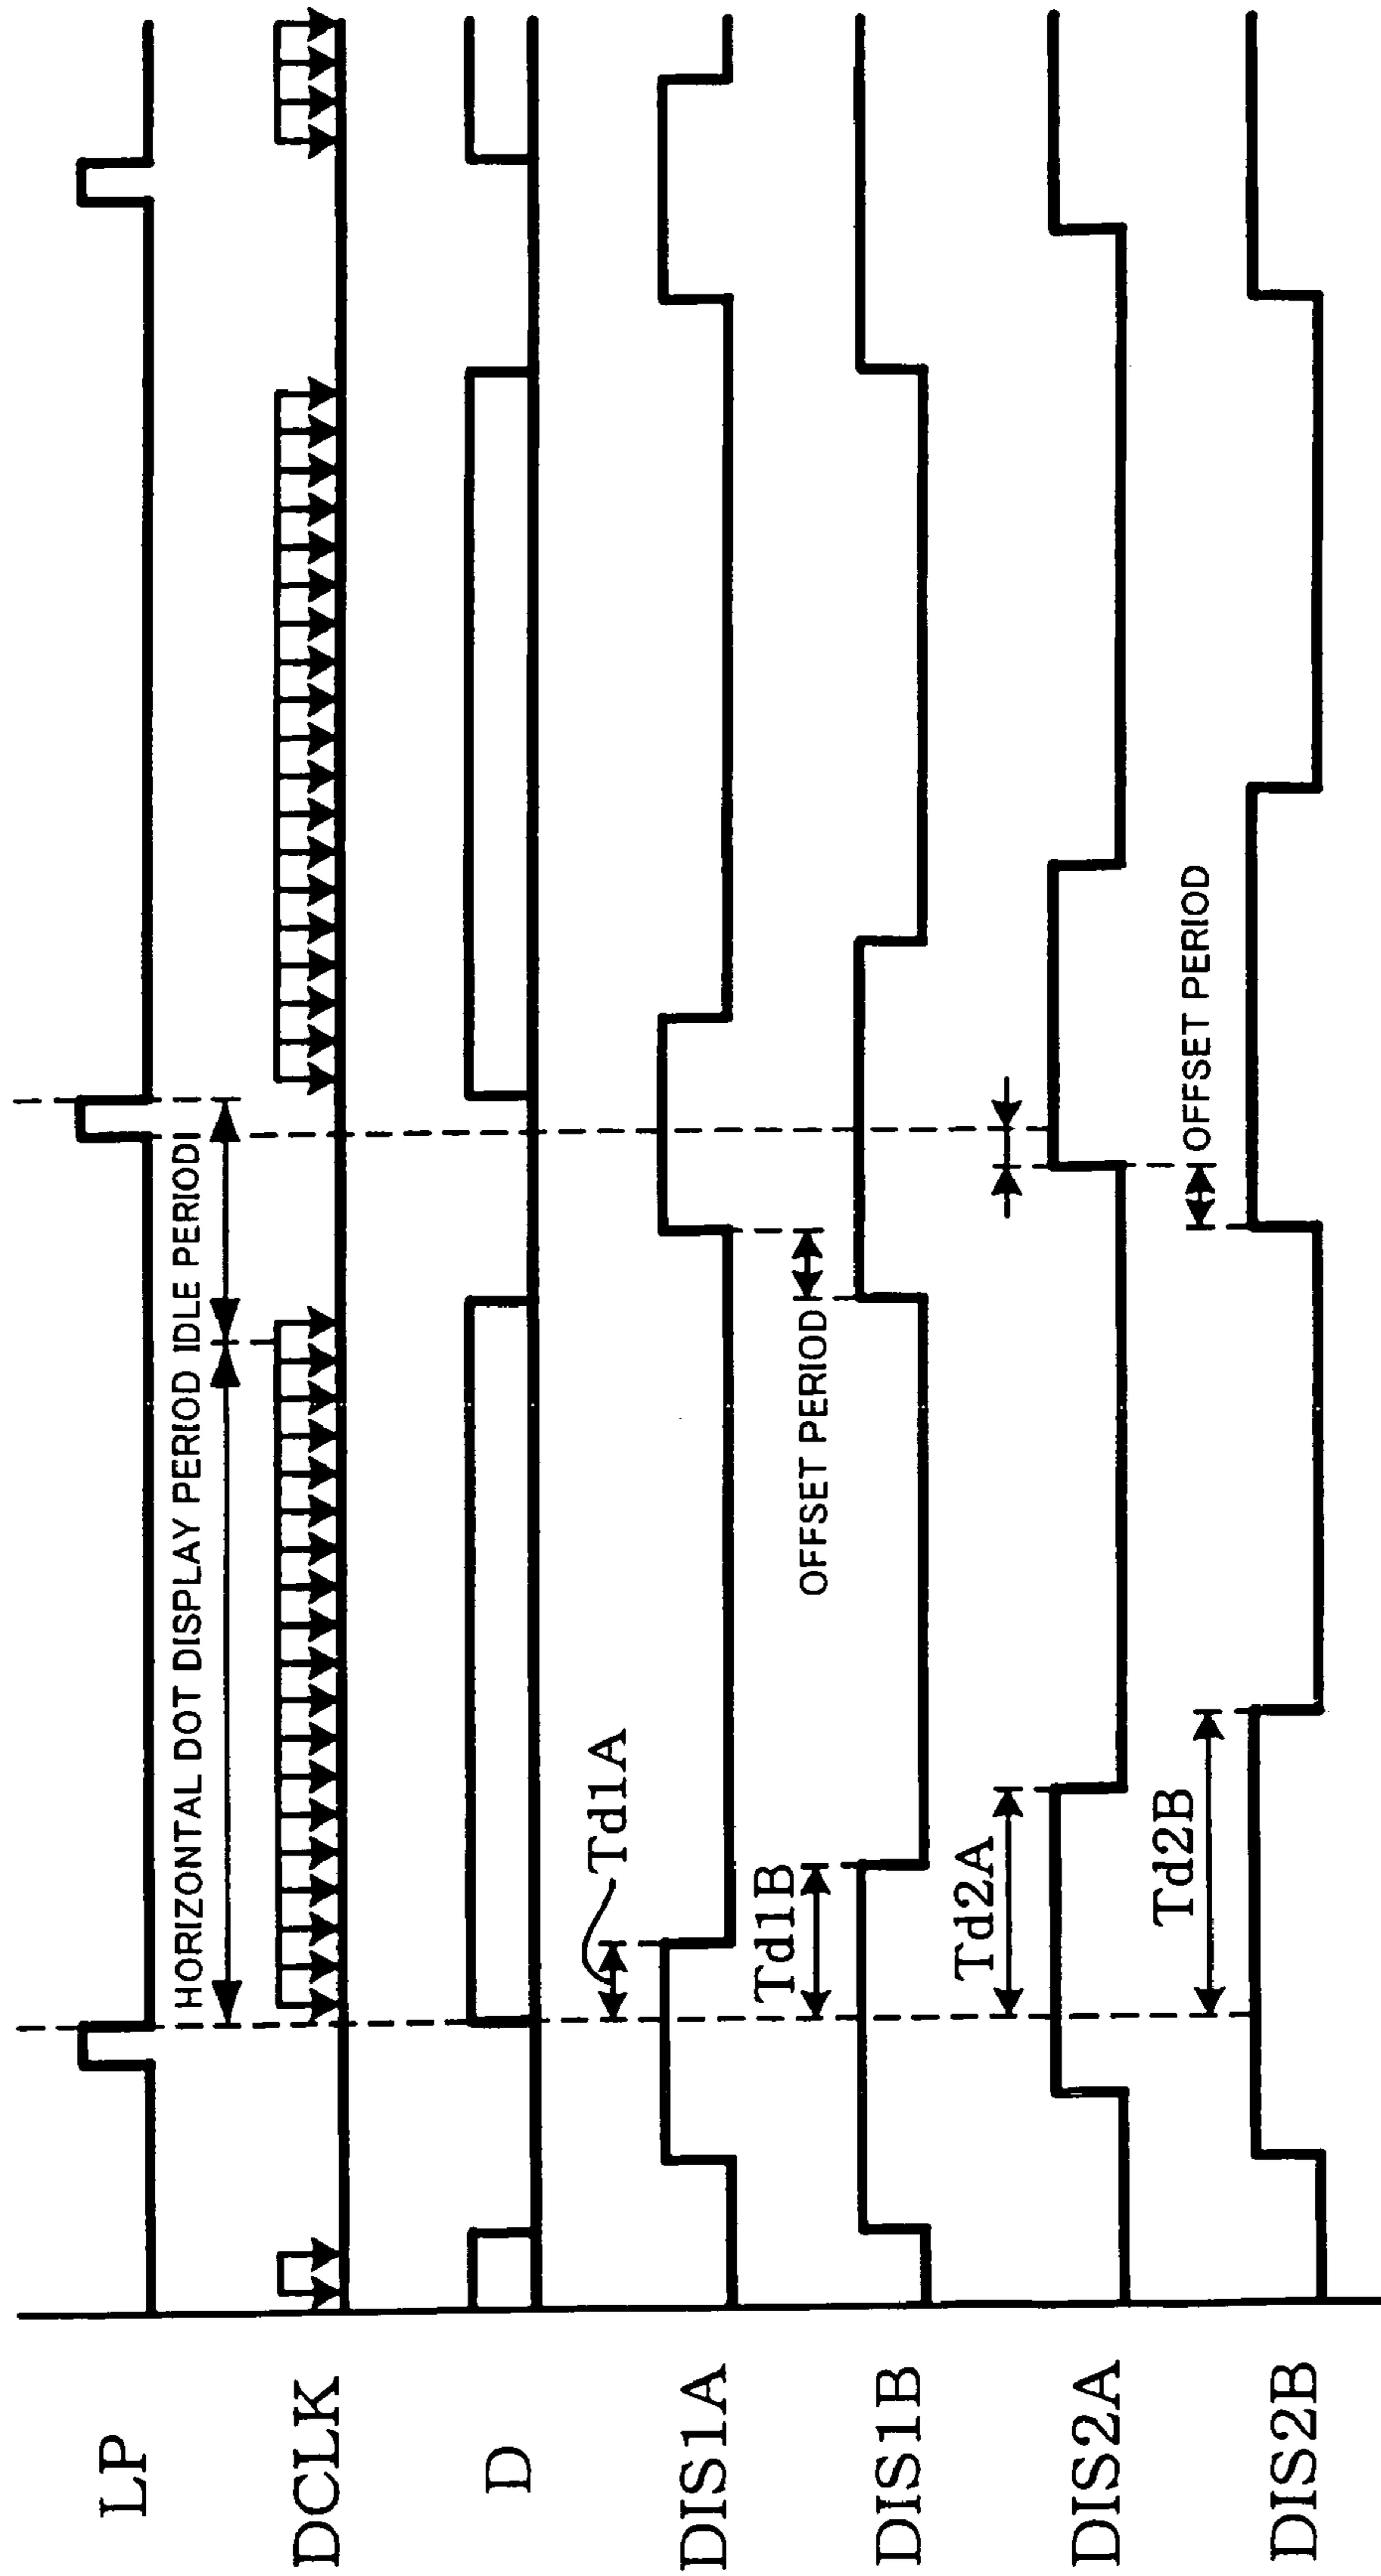 LP
HORIZONTAL DOT DISPLAY PERIOD
IDLE PERIOD
DCLK
D
Td1A
DIS1A
OFFSET PERIOD
Td1B
DIS1B
Td2A
DIS2A
OFFSET PERIOD
Td2B
DIS2B